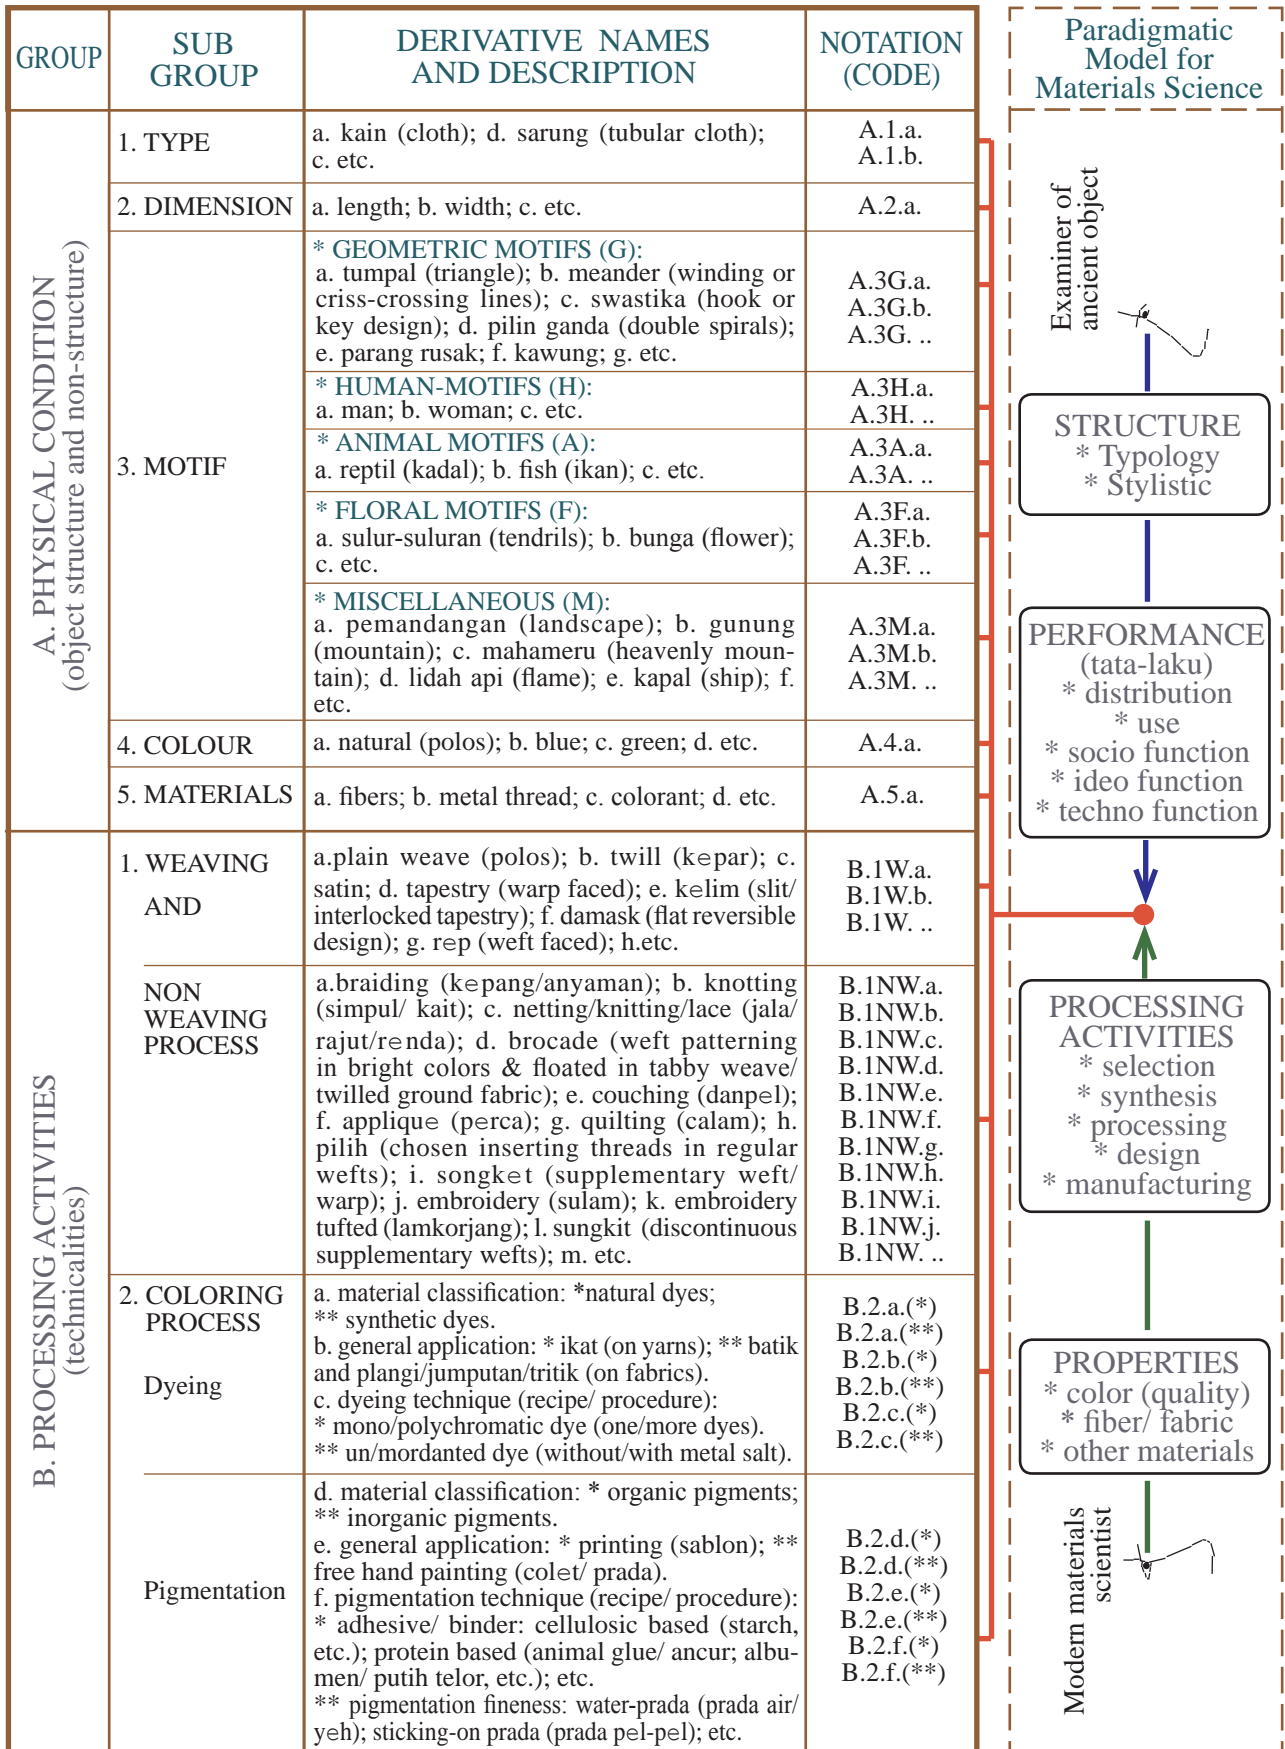 GROUP
SUB
GROUP
DERIVATIVE NAMES
AND DESCRIPTION
NOTATION
(CODE)
Paradigmatic
Model for
Materials Science
A. PHYSICAL CONDITION
(object structure and non-structure)
1. TYPE
a. kain (cloth); d. sarung (tubular cloth);
c. etc.
A.1.a.
A.1.b.
2. DIMENSION
a. length; b. width; c. etc.
A.2.a.
3. MOTIF
* GEOMETRIC MOTIFS (G):
a. tumpal (triangle); b. meander (winding or
criss-crossing lines); c. swastika (hook or
key design); d. pilin ganda (double spirals);
e. parang rusak; f. kawung; g. etc.
A.3G.a.
A.3G.b.
A.3G. ..
* HUMAN-MOTIFS (H):
a. man; b. woman; c. etc.
A.3H.a.
A.3H. ..
* ANIMAL MOTIFS (A):
a. reptil (kadal); b. fish (ikan); c. etc.
A.3A.a.
A.3A. ..
* FLORAL MOTIFS (F):
a. sulur-suluran (tendrils); b. bunga (flower);
c. etc.
A.3F.a.
A.3F.b.
A.3F. ..
* MISCELLANEOUS (M):
a. pemandangan (landscape); b. gunung
(mountain); c. mahameru (heavenly moun-
tain); d. lidah api (flame); e. kapal (ship); f.
etc.
A.3M.a.
A.3M.b.
A.3M. ..
4. COLOUR
a. natural (polos); b. blue; c. green; d. etc.
A.4.a.
5. MATERIALS
a. fibers; b. metal thread; c. colorant; d. etc.
A.5.a.
B. PROCESSING ACTIVITIES
(technicalities)
1. WEAVING
AND
a.plain weave (polos); b. twill (kepar); c.
satin; d. tapestry (warp faced); e. kelim (slit/
interlocked tapestry); f. damask (flat reversible
design); g. rep (weft faced); h.etc.
B.1W.a.
B.1W.b.
B.1W. ..
NON
WEAVING
PROCESS
a.braiding (kepang/anyaman); b. knotting
(simpul/ kait); c. netting/knitting/lace (jala/
rajut/renda); d. brocade (weft patterning
in bright colors & floated in tabby weave/
twilled ground fabric); e. couching (danpel);
f. applique (perca); g. quilting (calam); h.
pilih (chosen inserting threads in regular
wefts); i. songket (supplementary weft/
warp); j. embroidery (sulam); k. embroidery
tufted (lamkorjang); l. sungkit (discontinuous
supplementary wefts); m. etc.
B.1NW.a.
B.1NW.b.
B.1NW.c.
B.1NW.d.
B.1NW.e.
B.1NW.f.
B.1NW.g.
B.1NW.h.
B.1NW.i.
B.1NW.j.
B.1NW. ..
2. COLORING
PROCESS
Dyeing
a. material classification: *natural dyes;
** synthetic dyes.
b. general application: * ikat (on yarns); ** batik
and plangi/jumputan/tritik (on fabrics).
c. dyeing technique (recipe/ procedure):
* mono/polychromatic dye (one/more dyes).
** un/mordanted dye (without/with metal salt).
B.2.a.(*)
B.2.a.(**)
B.2.b.(*)
B.2.b.(**)
B.2.c.(*)
B.2.c.(**)
Pigmentation
d. material classification: * organic pigments;
** inorganic pigments.
e. general application: * printing (sablon); **
free hand painting (colet/ prada).
f. pigmentation technique (recipe/ procedure):
* adhesive/ binder: cellulosic based (starch,
etc.); protein based (animal glue/ ancur; albu-
men/ putih telor, etc.); etc.
** pigmentation fineness: water-prada (prada air/
yeh); sticking-on prada (prada pel-pel); etc.
B.2.d.(*)
B.2.d.(**)
B.2.e.(*)
B.2.e.(**)
B.2.f.(*)
B.2.f.(**)
Examiner of
ancient object
STRUCTURE
* Typology
* Stylistic
PERFORMANCE
(tata-laku)
* distribution
* use
* socio function
* ideo function
* techno function
PROCESSING
ACTIVITIES
* selection
* synthesis
* processing
* design
* manufacturing
PROPERTIES
* color (quality)
* fiber/ fabric
* other materials
Modern materials
scientist